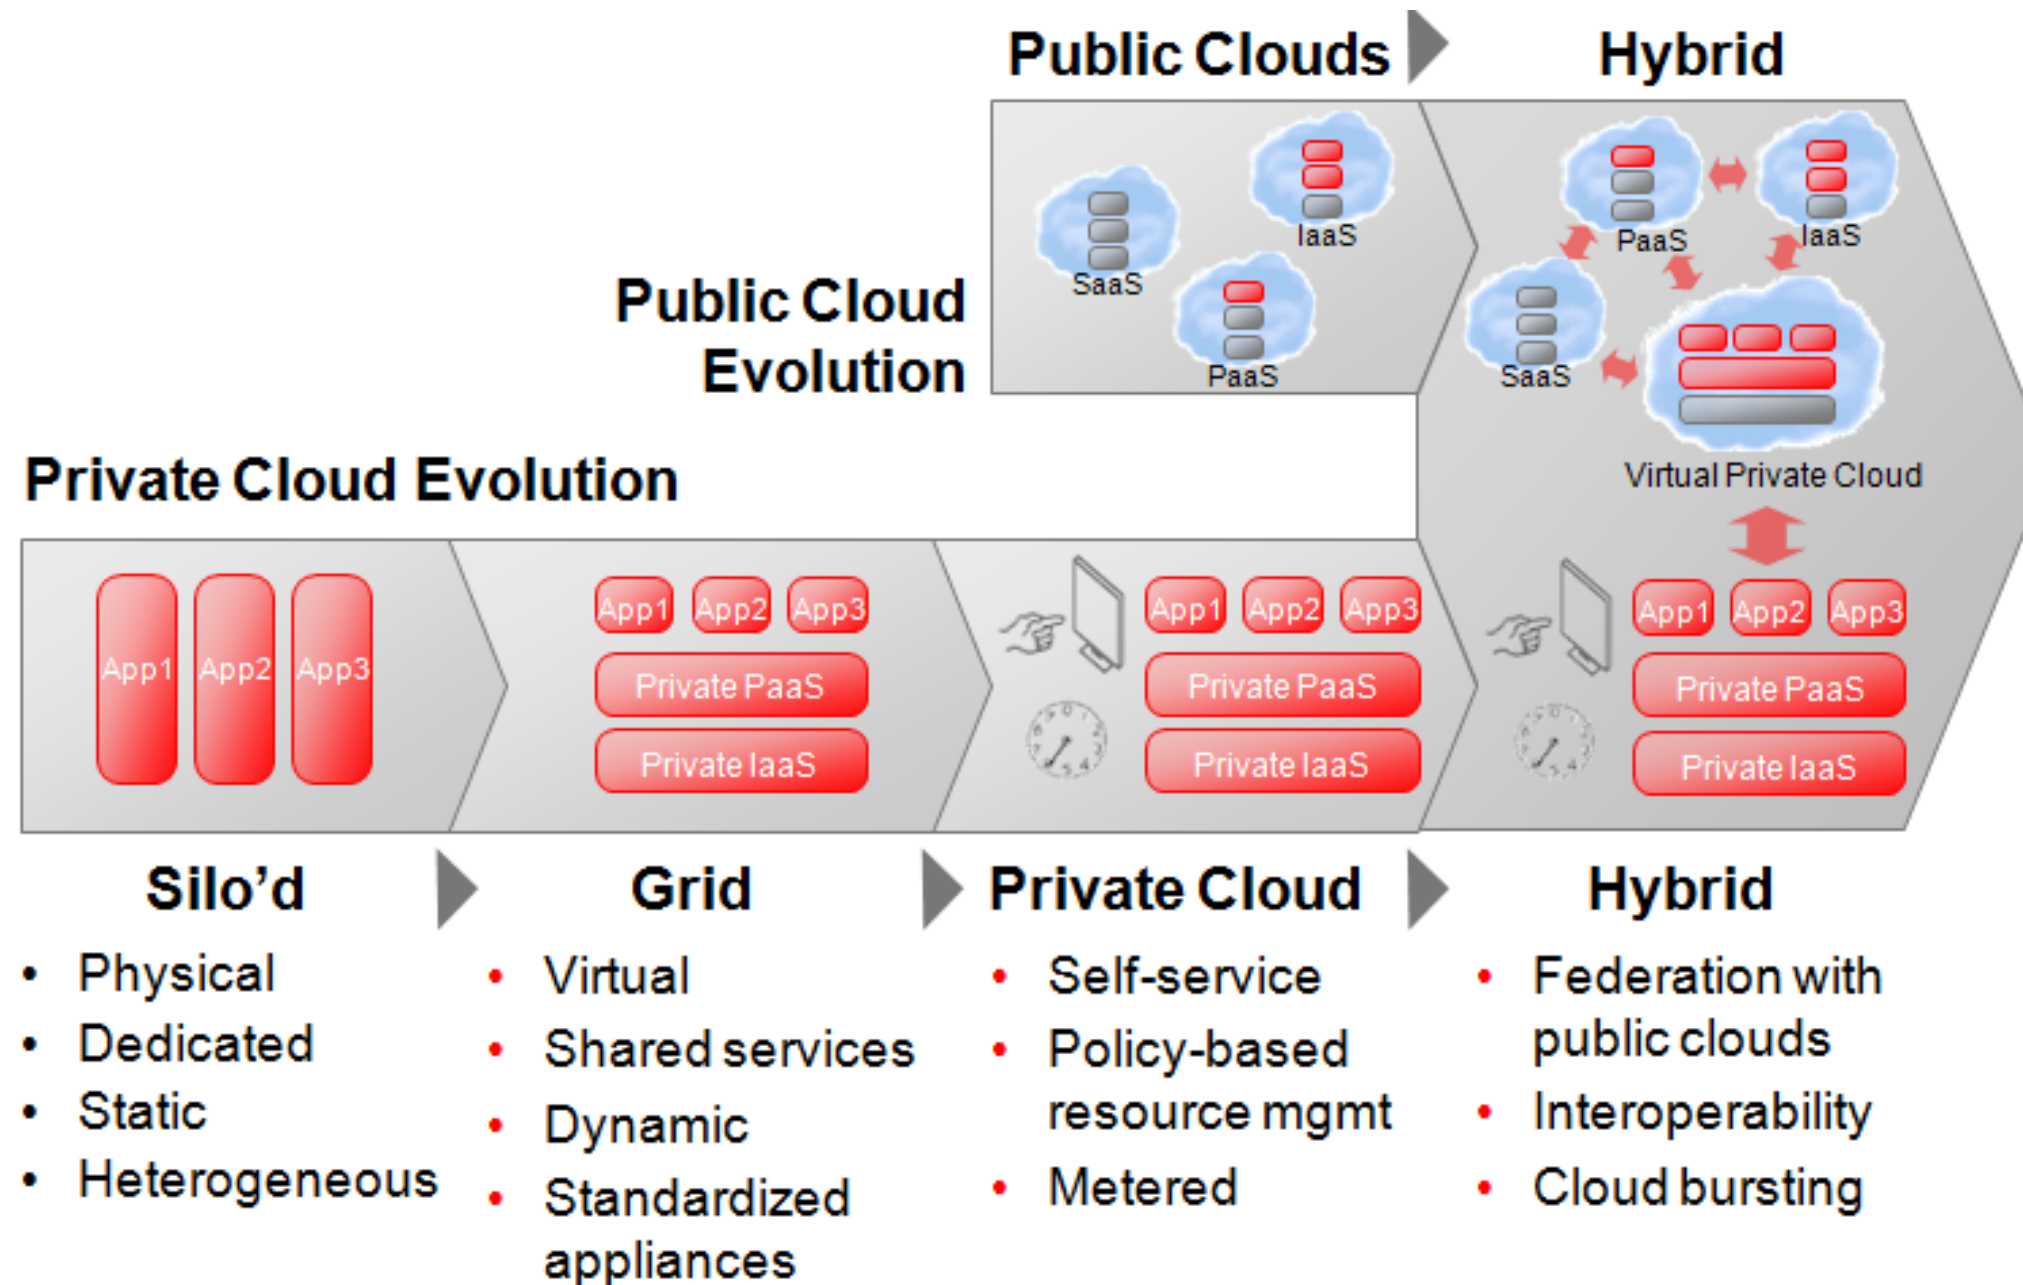 Public Clouds
Hybrid
IaaS
SaaS
PaaS
PaaS
IaaS
SaaS
Virtual Private Cloud
Public Cloud
Evolution
Private Cloud Evolution
App1 App2 App3
App1 App2 App3
Private PaaS
Private IaaS
App1 App2 App3
Private PaaS
Private IaaS
App1 App2 App3
Private PaaS
Private IaaS
Silo’d
• Physical
• Dedicated
• Static
• Heterogeneous
Grid
• Virtual
• Shared services
• Dynamic
• Standardized
appliances
Private Cloud
• Self-service
• Policy-based
resource mgmt
• Metered
Hybrid
• Federation with
public clouds
• Interoperability
• Cloud bursting